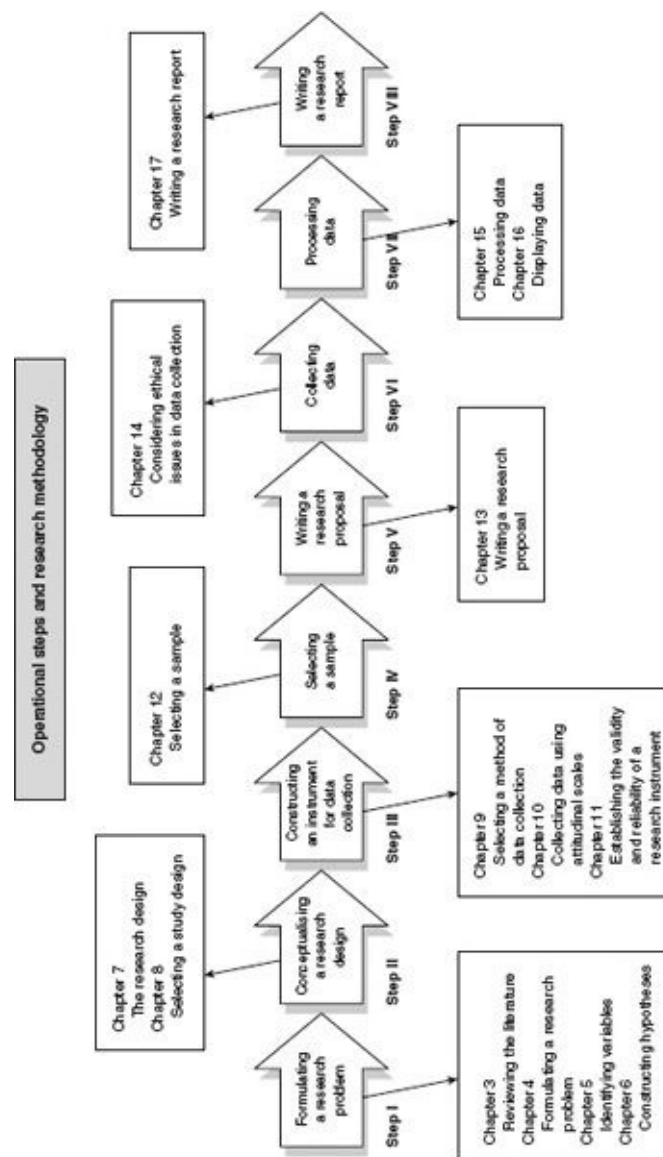 Operational steps and research methodology
Chapter 7
The research design
Chapter 8
Selecting a study design
Chapter 12
Selecting a sample
Chapter 14
Considering ethical
issues in data collection
Chapter 17
Writing a research report
Formulating
a research
problem
Conceptualising
a research
design
Constructing
an instrument
for data
collection
Selecting
a sample
Writing a
research
proposal
Collecting
data
Processing
data
Writing
a research
report
Step I
Step II
Step III
Step IV
Step V
Step VI
Step VII
Step VIII
Chapter 3
Reviewing the literature
Chapter 4
Formulating a research
problem
Chapter 5
Identifying variables
Chapter 6
Constructing hypotheses
Chapter 9
Selecting a method of
data collection
Chapter 10
Collecting data using
attitudinal scales
Chapter 11
Establishing the validity
and reliability of a
research instrument
Chapter 13
Writing a research
proposal
Chapter 15
Processing data
Chapter 16
Displaying data